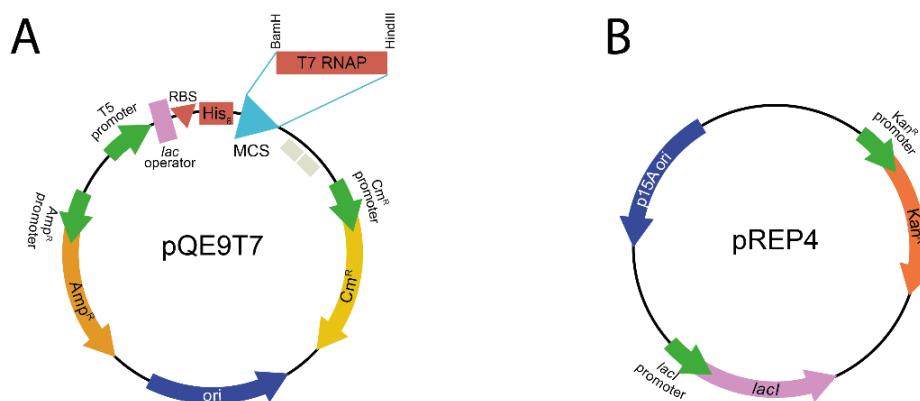 A
B
BamH
HindIII
T7 RNAP
RBS
His6
T5
promoter
lac
operator
MCS
AmpR
promoter
CmR
promoter
pQE9T7
AmpR
CmR
ori
KanR
promoter
p15A ori
KanR
pREP4
lacI
promoter
lacI